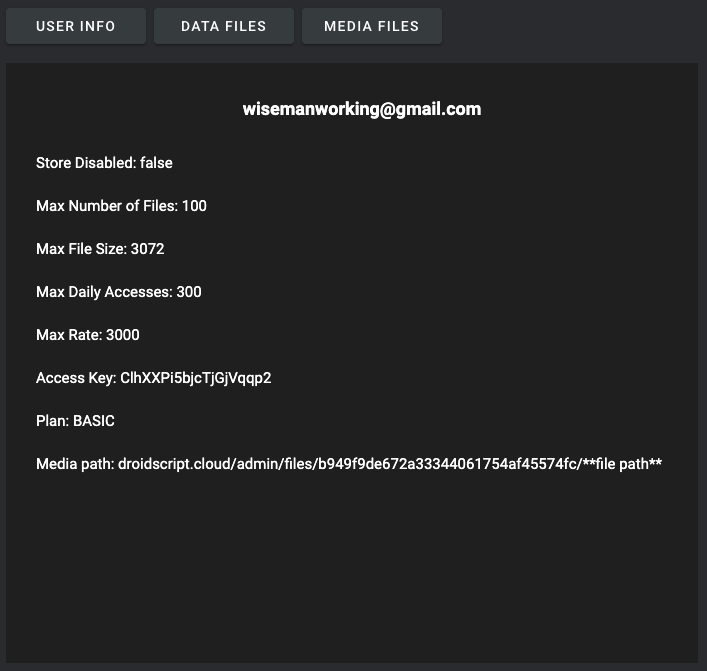 USER INFO DATA FILES MEDIA FILES
wisemanworking@gmail.com
Store Disabled: false
Max Number of Files: 100
Max File Size: 3072
Max Daily Accesses: 300
Max Rate: 3000
Access Key: ClhXXPi5bjcTjGjVqqp2
Plan: BASIC
Media path: droidscript.cloud/admin/files/b949f9de672a33344061754af45574fc/**file path**